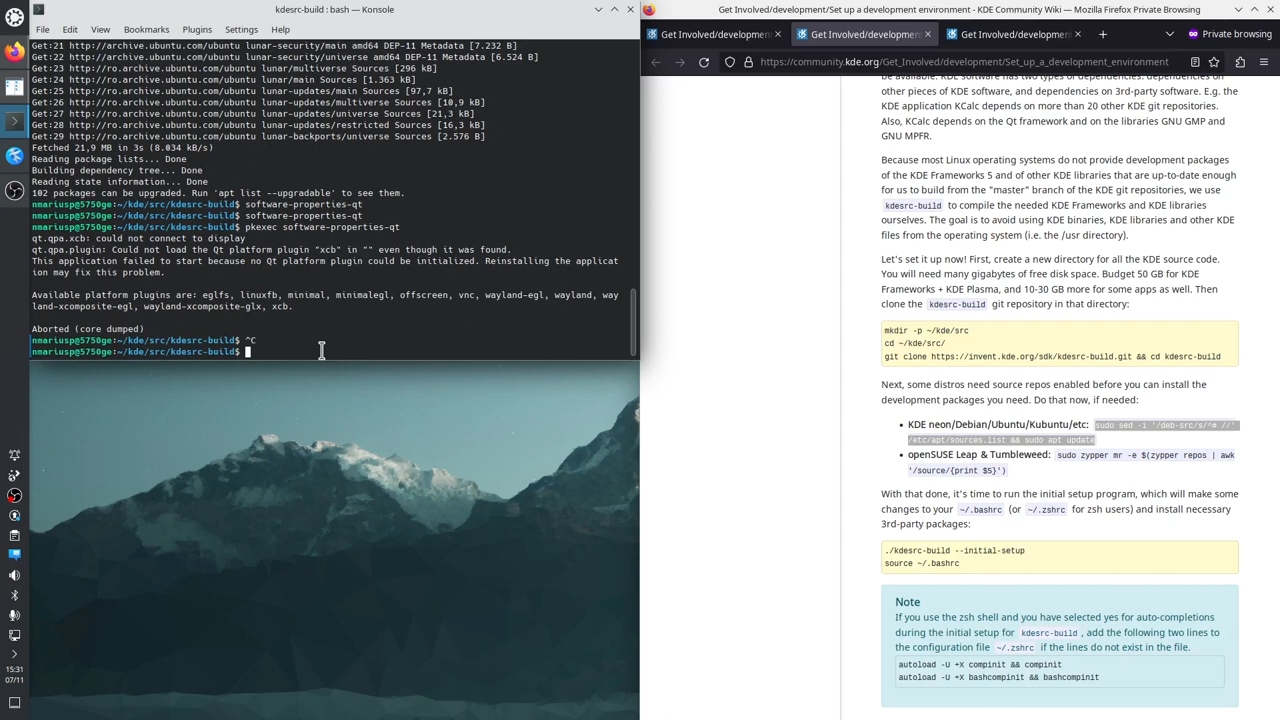 kdesrc-build : bash — Konsole
File Edit View Bookmarks Plugins Settings Help
Get:21 http://archive.ubuntu.com/ubuntu lunar-security/main amd64 DEP-11 Metadata [7.232 B]
Get:22 http://archive.ubuntu.com/ubuntu lunar-security/universe amd64 DEP-11 Metadata [6.524 B]
Get:23 http://ro.archive.ubuntu.com/ubuntu lunar/multiverse Sources [296 kB]
Get:24 http://ro.archive.ubuntu.com/ubuntu lunar/main Sources [1.363 kB]
Get:25 http://ro.archive.ubuntu.com/ubuntu lunar-updates/main Sources [97,7 kB]
Get:26 http://ro.archive.ubuntu.com/ubuntu lunar-updates/multiverse Sources [10,9 kB]
Get:27 http://ro.archive.ubuntu.com/ubuntu lunar-updates/universe Sources [21,3 kB]
Get:28 http://ro.archive.ubuntu.com/ubuntu lunar-updates/restricted Sources [16,3 kB]
Get:29 http://ro.archive.ubuntu.com/ubuntu lunar-backports/universe Sources [2.576 B]
Fetched 21,9 MB in 3s (8.034 kB/s)
Reading package lists... Done
Building dependency tree... Done
Reading state information... Done
102 packages can be upgraded. Run 'apt list --upgradable' to see them.
nmariusp@5750ge:~/kde/src/kdesrc-build$ software-properties-qt
nmariusp@5750ge:~/kde/src/kdesrc-build$ software-properties-qt
nmariusp@5750ge:~/kde/src/kdesrc-build$ pkexec software-properties-qt
qt.qpa.xcb: could not connect to display
qt.qpa.plugin: Could not load the Qt platform plugin "xcb" in "" even though it was found.
This application failed to start because no Qt platform plugin could be initialized. Reinstalling the applicat
ion may fix this problem.
Available platform plugins are: eglfs, linuxfb, minimal, minimalegl, offscreen, vnc, wayland-egl, wayland, way
land-xcomposite-egl, wayland-xcomposite-glx, xcb.
Aborted (core dumped)
nmariusp@5750ge:~/kde/src/kdesrc-build$ ^C
nmariusp@5750ge:~/kde/src/kdesrc-build$
15:31
07/11
Get Involved/development/Set up a development environment - KDE Community Wiki — Mozilla Firefox Private Browsing
Get Involved/development Get Involved/development Get Involved/development Private browsing
https://community.kde.org/Get_Involved/development/Set_up_a_development_environment
be available. KDE software has two types of dependencies: dependencies on
other pieces of KDE software, and dependencies on 3rd-party software. E.g. the
KDE application KCalc depends on more than 20 other KDE git repositories.
Also, KCalc depends on the Qt framework and on the libraries GNU GMP and
GNU MPFR.
Because most Linux operating systems do not provide development packages
of the KDE Frameworks 5 and of other KDE libraries that are up-to-date enough
for us to build from the "master" branch of the KDE git repositories, we use
kdesrc-build to compile the needed KDE Frameworks and KDE libraries
ourselves. The goal is to avoid using KDE binaries, KDE libraries and other KDE
files from the operating system (i.e. the /usr directory).
Let's set it up now! First, create a new directory for all the KDE source code.
You will need many gigabytes of free disk space. Budget 50 GB for KDE
Frameworks + KDE Plasma, and 10-30 GB more for some apps as well. Then
clone the kdesrc-build git repository in that directory:
mkdir -p ~/kde/src
cd ~/kde/src/
git clone https://invent.kde.org/sdk/kdesrc-build.git && cd kdesrc-build
Next, some distros need source repos enabled before you can install the
development packages you need. Do that now, if needed:
• KDE neon/Debian/Ubuntu/Kubuntu/etc: sudo sed -i '/deb-src/s/^# //'
/etc/apt/sources.list && sudo apt update
• openSUSE Leap & Tumbleweed: sudo zypper mr -e $(zypper repos | awk
'/source/{print $5}')
With that done, it's time to run the initial setup program, which will make some
changes to your ~/.bashrc (or ~/.zshrc for zsh users) and install necessary
3rd-party packages:
./kdesrc-build --initial-setup
source ~/.bashrc
Note
If you use the zsh shell and you have selected yes for auto-completions
during the initial setup for kdesrc-build, add the following two lines to
the configuration file ~/.zshrc if the lines do not exist in the file.
autoload -U +X compinit && compinit
autoload -U +X bashcompinit && bashcompinit